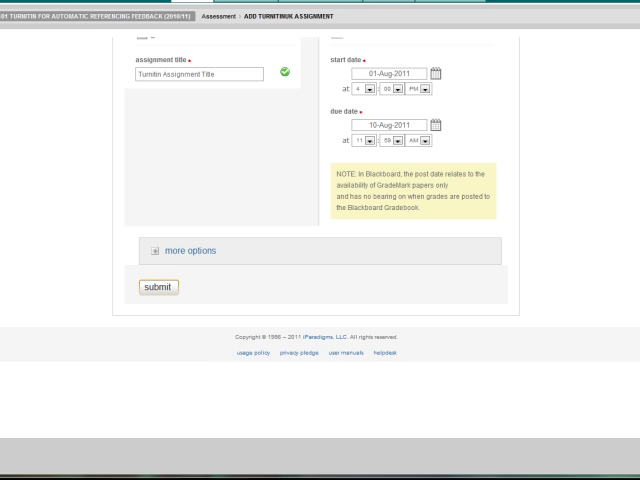 01 TURNITIN FOR AUTOMATIC REFERENCING FEEDBACK (2010/11) Assessment > ADD TURNITINUK ASSIGNMENT
assignment title
Turnitin Assignment Title
start date
01-Aug-2011
at 4 : 00 PM
due date
10-Aug-2011
at 11 : 59 AM
NOTE: In Blackboard, the post date relates to the
availability of GradeMark papers only
and has no bearing on when grades are posted to
the Blackboard Gradebook.
more options
submit
Copyright © 1998 – 2011 iParadigms, LLC. All rights reserved.
usage policy privacy pledge user manuals helpdesk